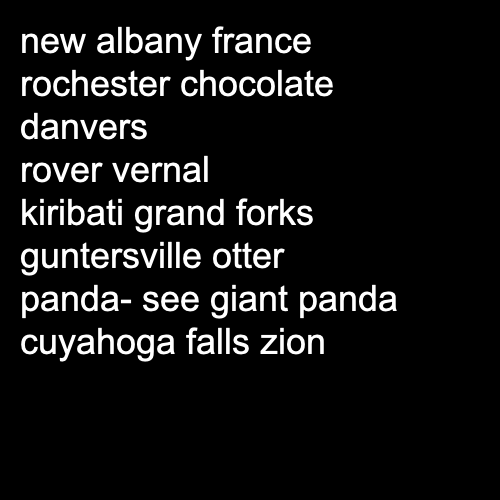 new albany france
rochester chocolate
danvers
rover vernal
kiribati grand forks
guntersville otter
panda- see giant panda
cuyahoga falls zion